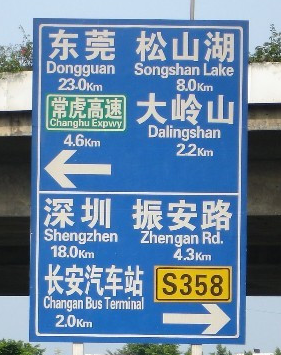 东莞 松山湖
Dongguan Songshan Lake
23.0Km 8.0Km
常虎高速 大岭山
Changhu Expwy Dalingshan
4.6Km 2.2Km
深圳 振安路
Shengzhen Zhengan Rd.
18.0Km 4.3Km
长安汽车站 S358
Changan Bus Terminal
2.0Km